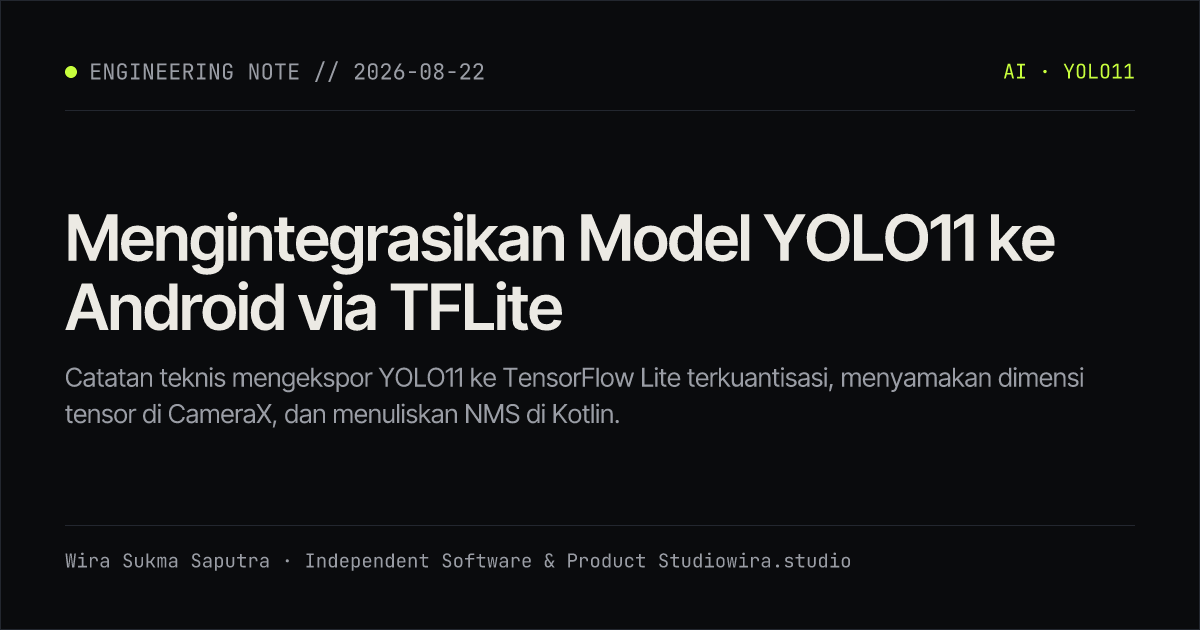 ENGINEERING NOTE // 2026-08-22
AI · YOLO11
Mengintegrasikan Model YOLO11 ke
Android via TFLite
Catatan teknis mengekspor YOLO11 ke TensorFlow Lite terkuantisasi, menyamakan dimensi
tensor di CameraX, dan menuliskan NMS di Kotlin.
Wira Sukma Saputra · Independent Software & Product Studiowira.studio